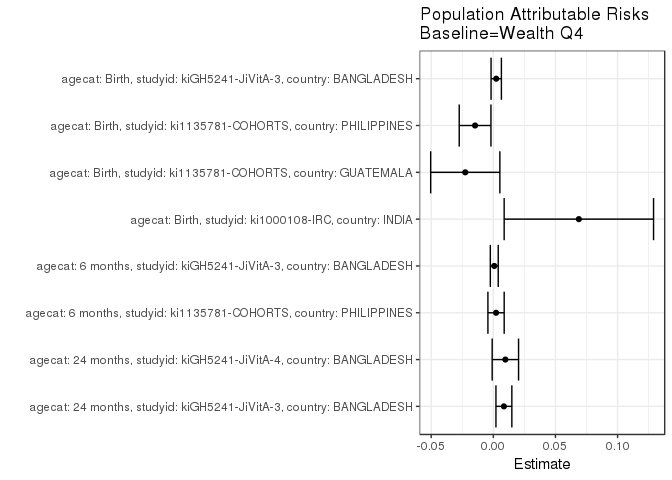 Population Attributable Risks
Baseline=Wealth Q4
agecat: Birth, studyid: kiGH5241-JiVitA-3, country: BANGLADESH
agecat: Birth, studyid: ki1135781-COHORTS, country: PHILIPPINES
agecat: Birth, studyid: ki1135781-COHORTS, country: GUATEMALA
agecat: Birth, studyid: ki1000108-IRC, country: INDIA
agecat: 6 months, studyid: kiGH5241-JiVitA-3, country: BANGLADESH
agecat: 6 months, studyid: ki1135781-COHORTS, country: PHILIPPINES
agecat: 24 months, studyid: kiGH5241-JiVitA-4, country: BANGLADESH
agecat: 24 months, studyid: kiGH5241-JiVitA-3, country: BANGLADESH
-0.05 0.00 0.05 0.10
Estimate